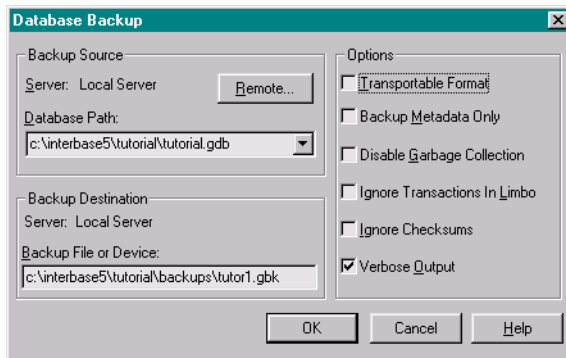 Database Backup
Backup Source
Server: Local Server
Remote...
Database Path:
c:\interbase5\tutorial\tutorial.gdb
Backup Destination
Server: Local Server
Backup File or Device:
c:\interbase5\tutorial\backups\tutor1.gbk
Options
Transportable Format
Backup Metadata Only
Disable Garbage Collection
Ignore Transactions In Limbo
Ignore Checksums
Verbose Output
OK
Cancel
Help